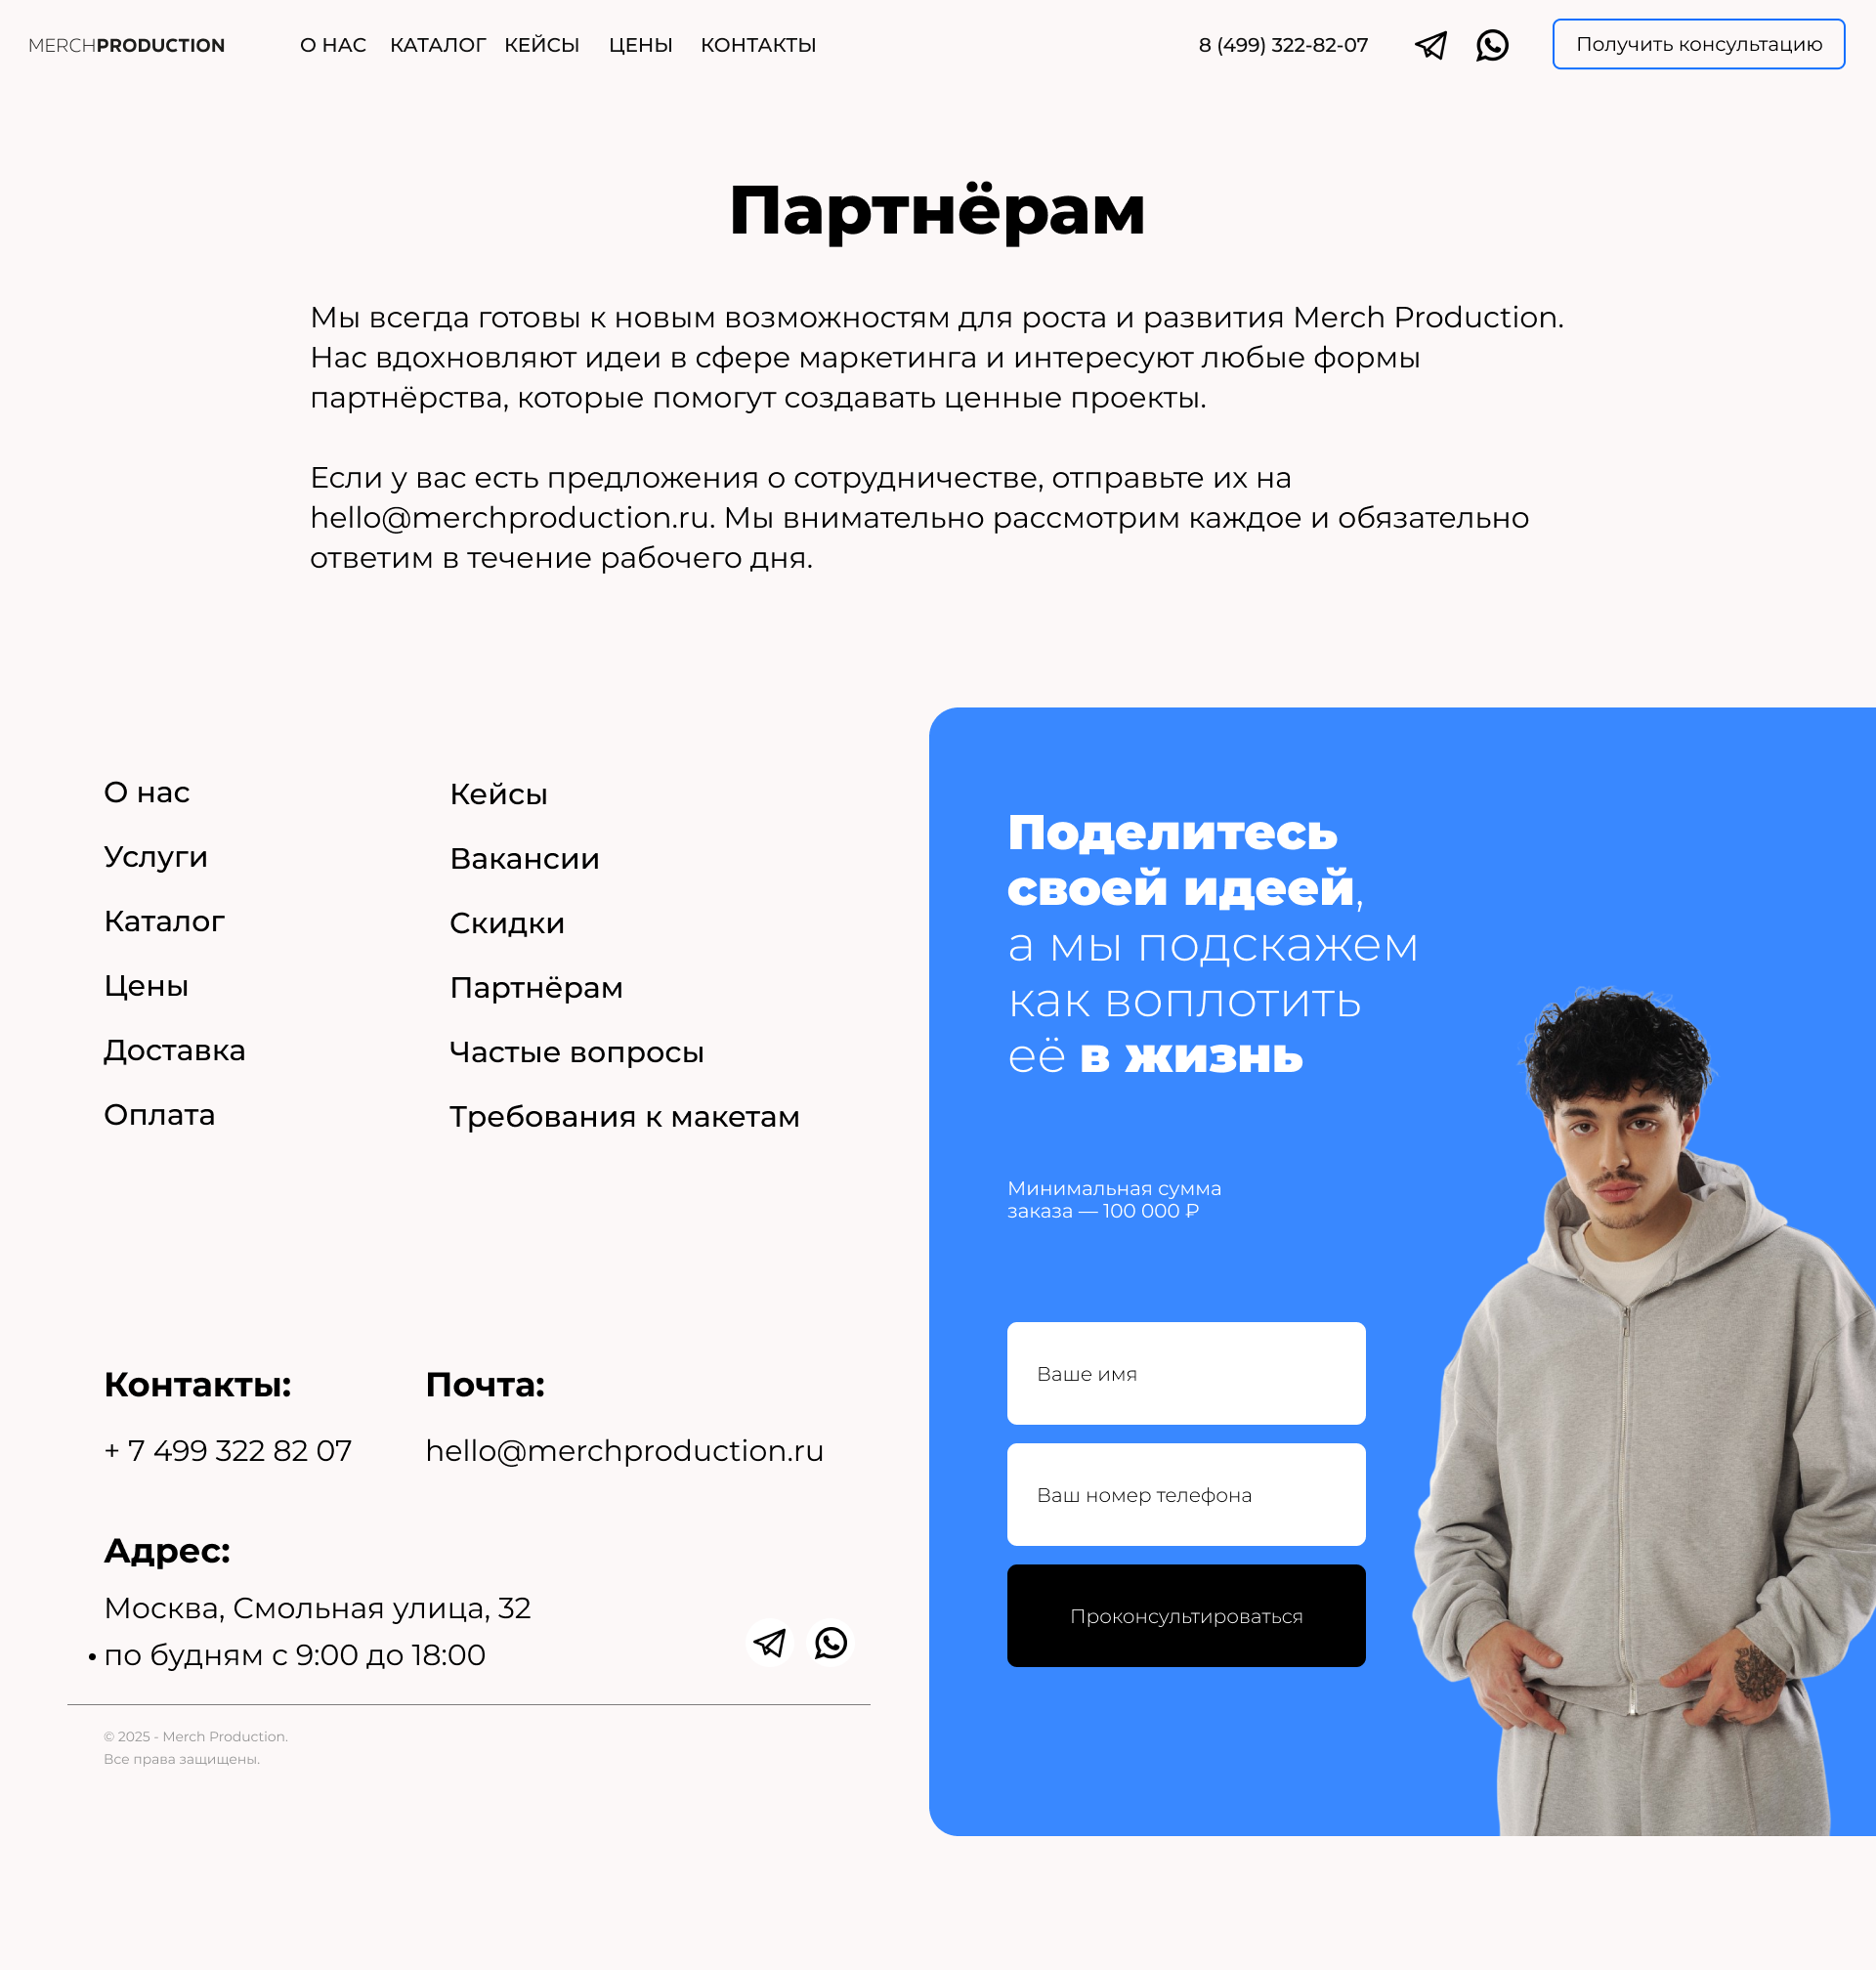 MERCHPRODUCTION
О НАС
КАТАЛОГ
КЕЙСЫ
ЦЕНЫ
КОНТАКТЫ
8 (499) 322-82-07
Получить консультацию
Партнёрам
Мы всегда готовы к новым возможностям для роста и развития Merch Production.
Нас вдохновляют идеи в сфере маркетинга и интересуют любые формы
партнёрства, которые помогут создавать ценные проекты.
Если у вас есть предложения о сотрудничестве, отправьте их на
hello@merchproduction.ru. Мы внимательно рассмотрим каждое и обязательно
ответим в течение рабочего дня.
О нас
Услуги
Каталог
Цены
Доставка
Оплата
Кейсы
Вакансии
Скидки
Партнёрам
Частые вопросы
Требования к макетам
Контакты:
+ 7 499 322 82 07
Почта:
hello@merchproduction.ru
Адрес:
Москва, Смольная улица, 32
• по будням с 9:00 до 18:00
© 2025 - Merch Production.
Все права защищены.
Поделитесь
своей идеей,
а мы подскажем
как воплотить
её в жизнь
Минимальная сумма
заказа — 100 000 ₽
Ваше имя
Ваш номер телефона
Проконсультироваться